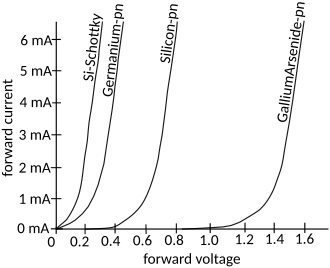 Si-Schottky
Germanium-pn
Silicon-pn
GalliumArsenide-pn
forward current
6 mA
5 mA
4 mA
3 mA
2 mA
1 mA
0 mA
0 0.2 0.4 0.6 0.8 1.0 1.2 1.4 1.6
forward voltage